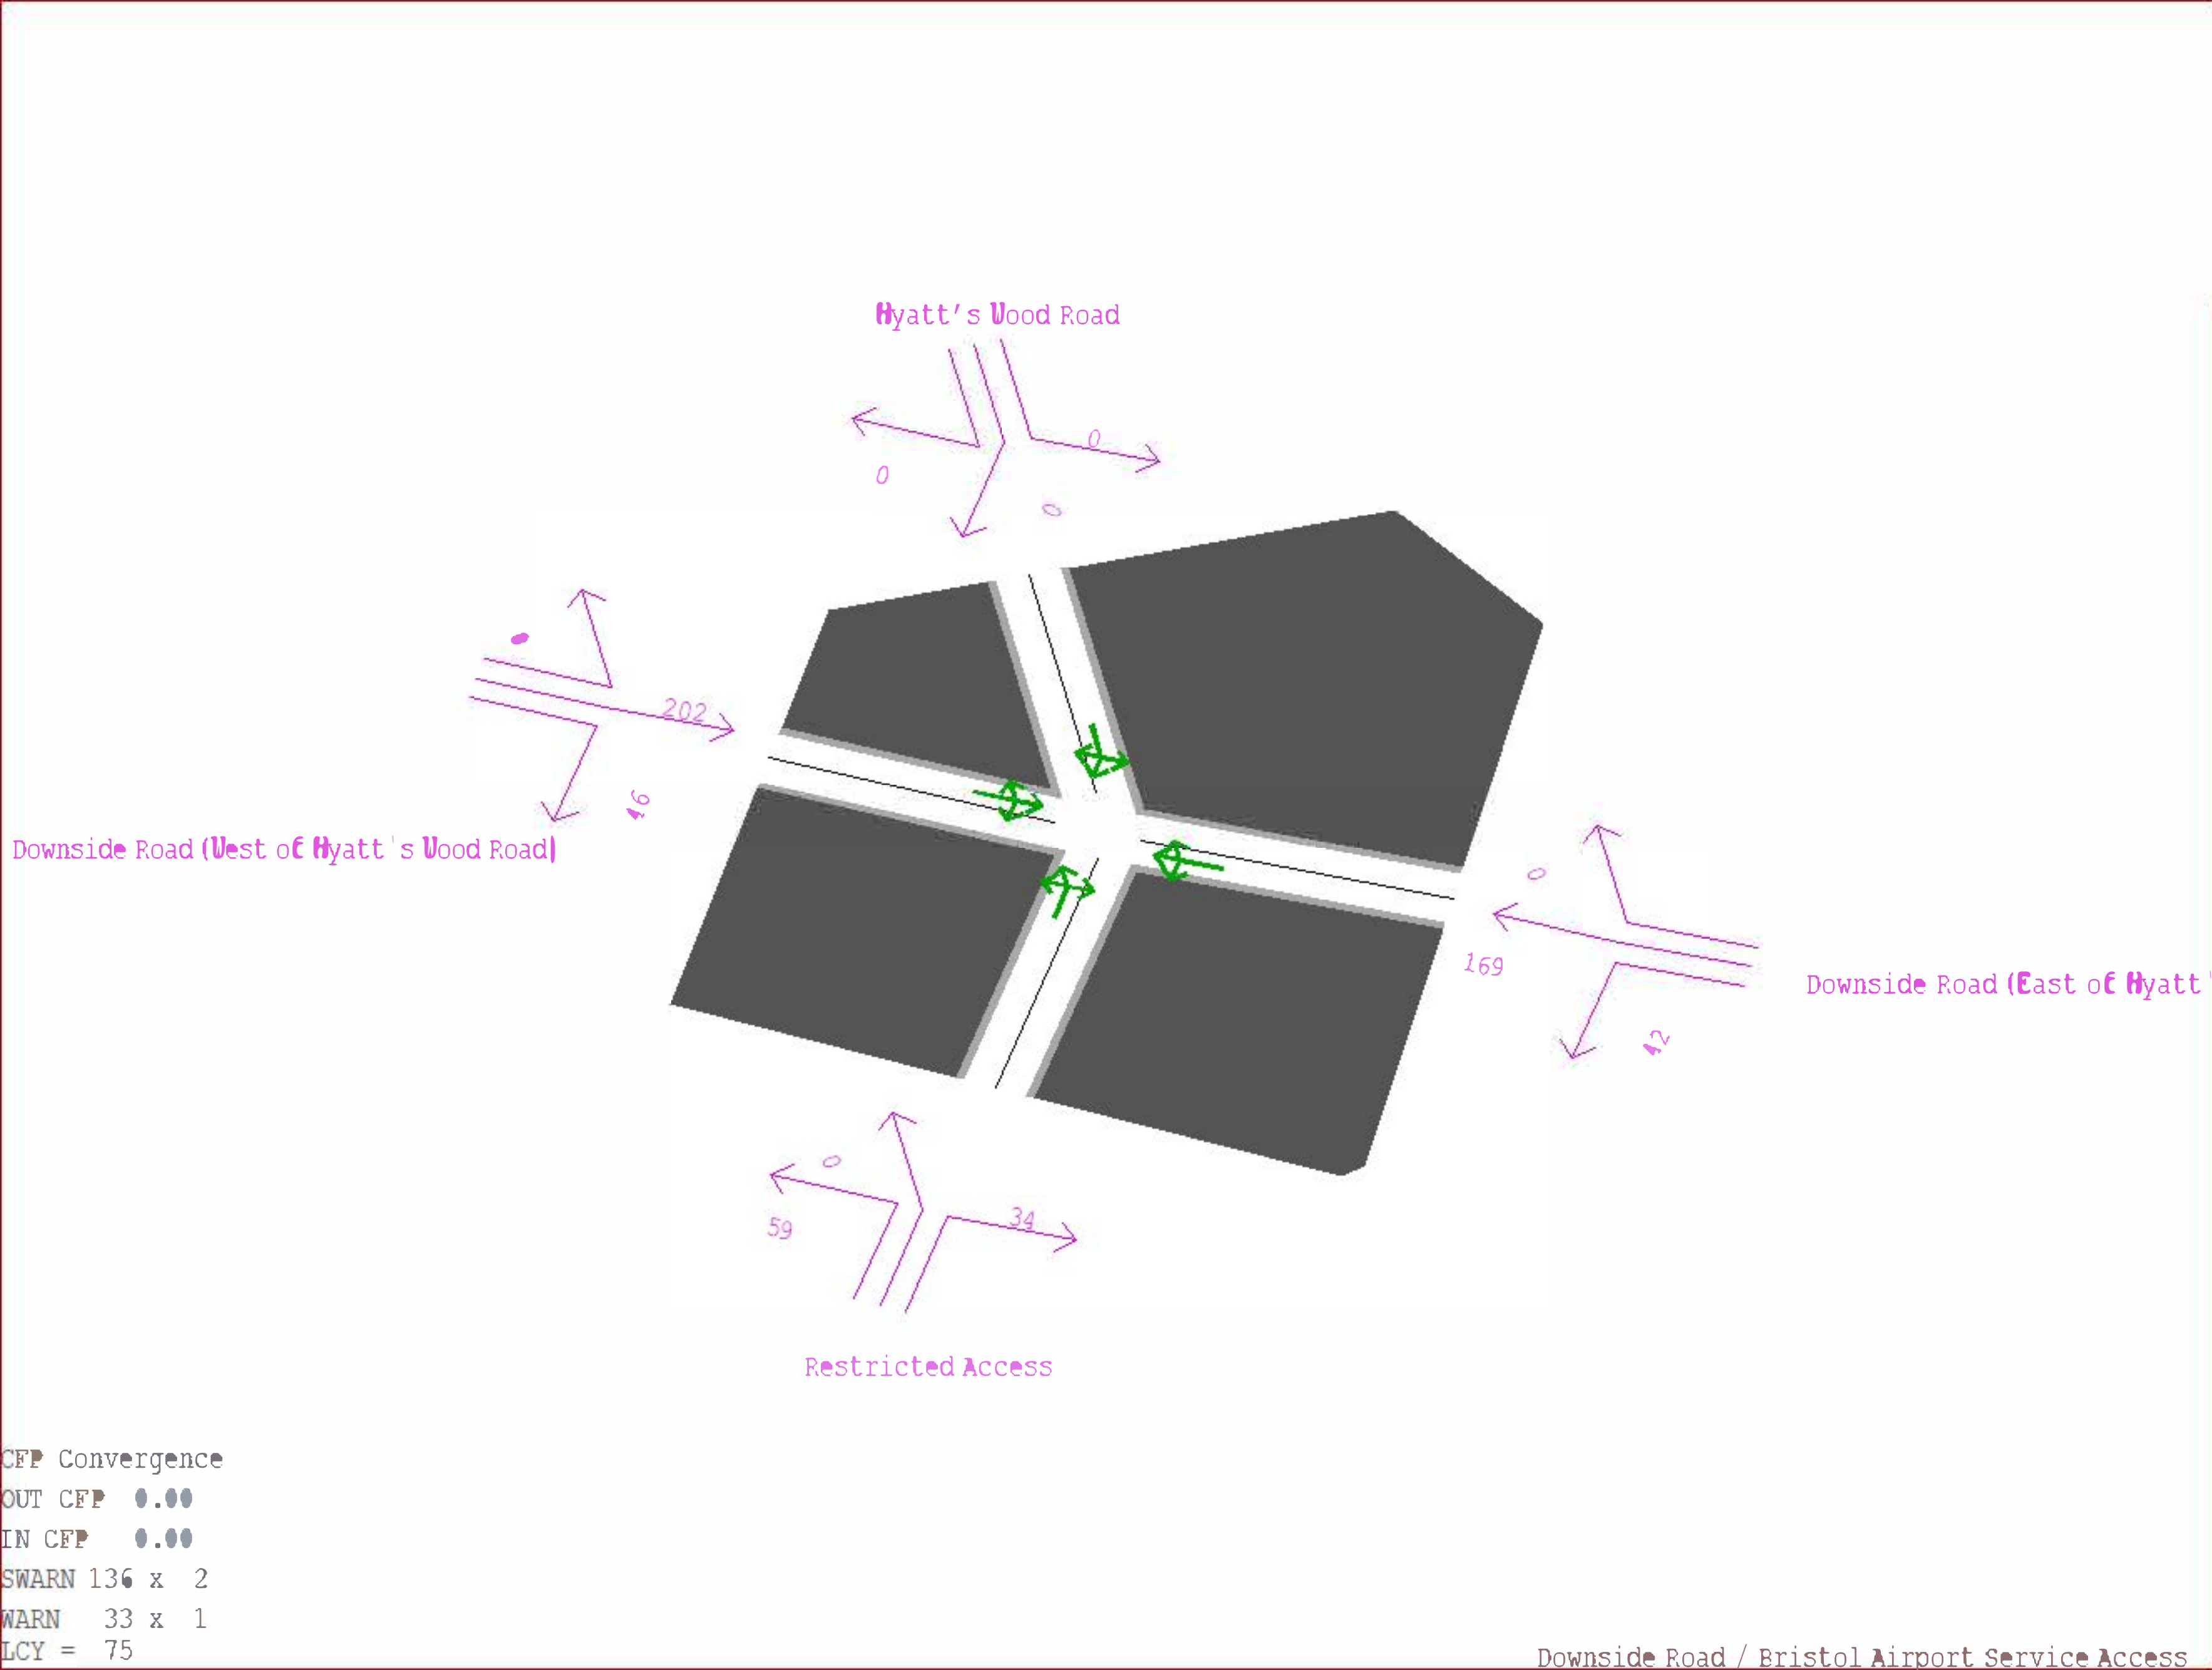 Hyatt's Wood Road
0
0
0
202
46
Downside Road (West of Hyatt's Wood Road)
0
169
42
Downside Road (East of Hyatt'
0
59
34
Restricted Access
CFP Convergence
OUT CFP 0.00
IN CFP 0.00
SWARN 136 x 2
WARN 33 x 1
LCY = 75
Downside Road / Bristol Airport Service Access